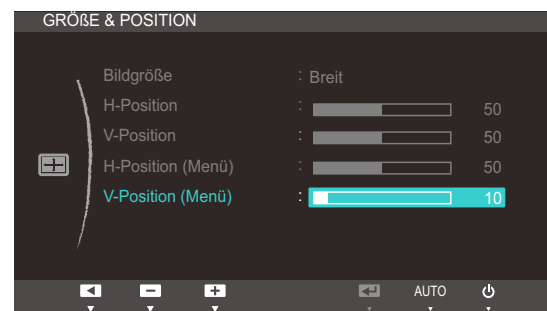 GRÖßE & POSITION
Bildgröße : Breit
H-Position : 50
V-Position : 50
H-Position (Menü) : 50
V-Position (Menü) : 10
AUTO